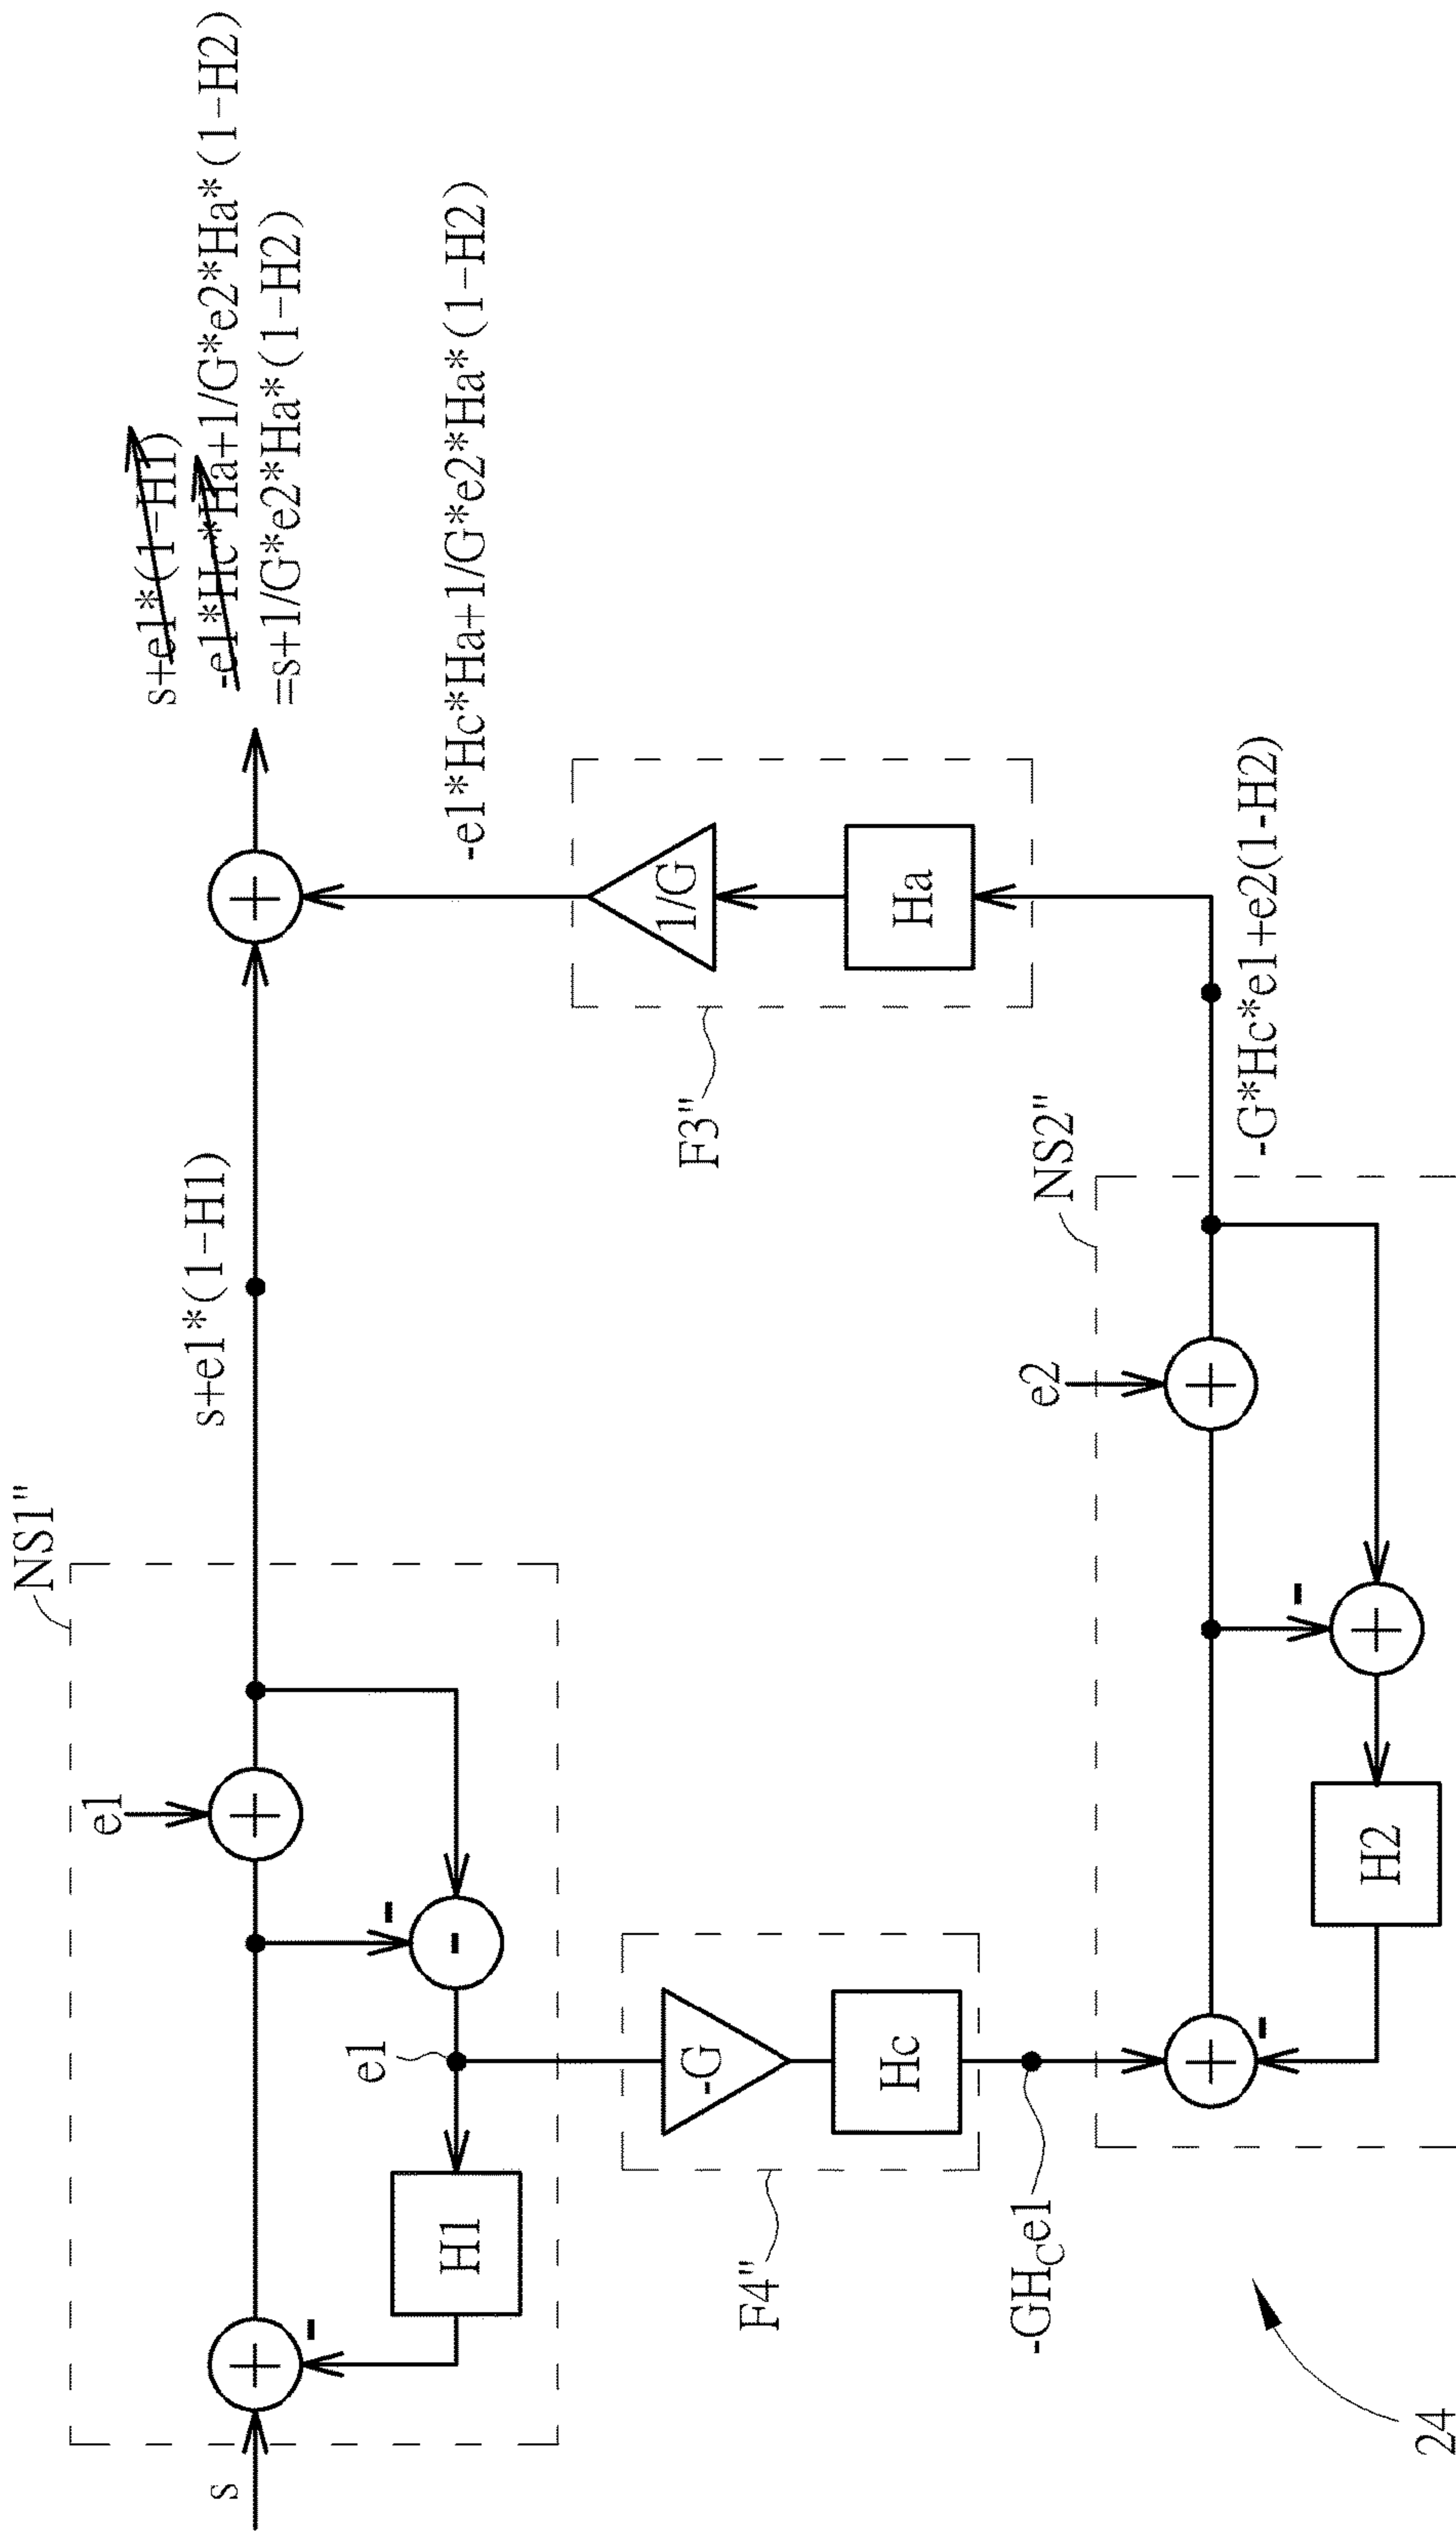 s+e1*(1-H1)
-e1*Hc*Ha+1/G*e2*Ha*(1-H2)
=s+1/G*e2*Ha*(1-H2)
NS1"
e1
s+e1*(1-H1)
s
+
+
+
-
-
-
H1
e1
-e1*Hc*Ha+1/G*e2*Ha*(1-H2)
F4"
-G
Hc
F3"
1/G
Ha
-GHCe1
NS2"
e2
+
+
+
-
-
H2
-G*Hc*e1+e2(1-H2)
24